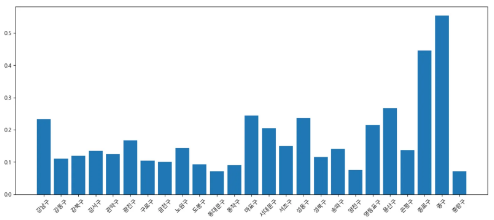 0.5
0.4
0.3
0.2
0.1
0.0
강남구
강동구
강북구
강서구
관악구
광진구
구로구
금천구
노원구
도봉구
동대문구
동작구
마포구
서대문구
서초구
성동구
성북구
송파구
양천구
영등포구
용산구
은평구
종로구
중구
중랑구